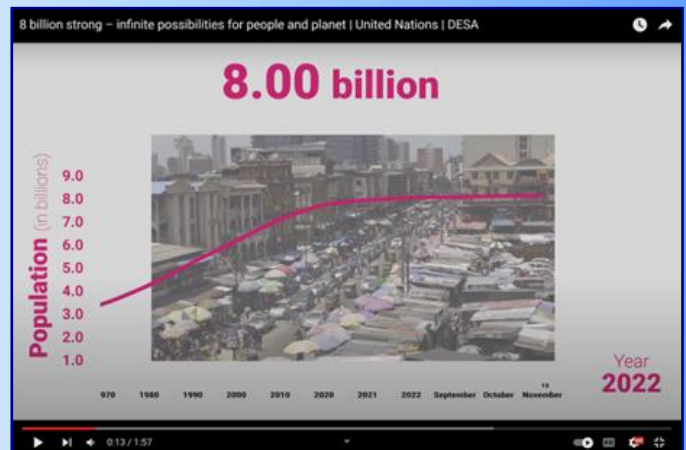 8 billion strong – infinite possibilities for people and planet | United Nations | DESA
8.00 billion
Population (in billions)
9.0
8.0
7.0
6.0
5.0
4.0
3.0
2.0
1.0
970 1980 1990 2000 2010 2020 2021 2022 September October November
Year
2022
0:13 / 1:57